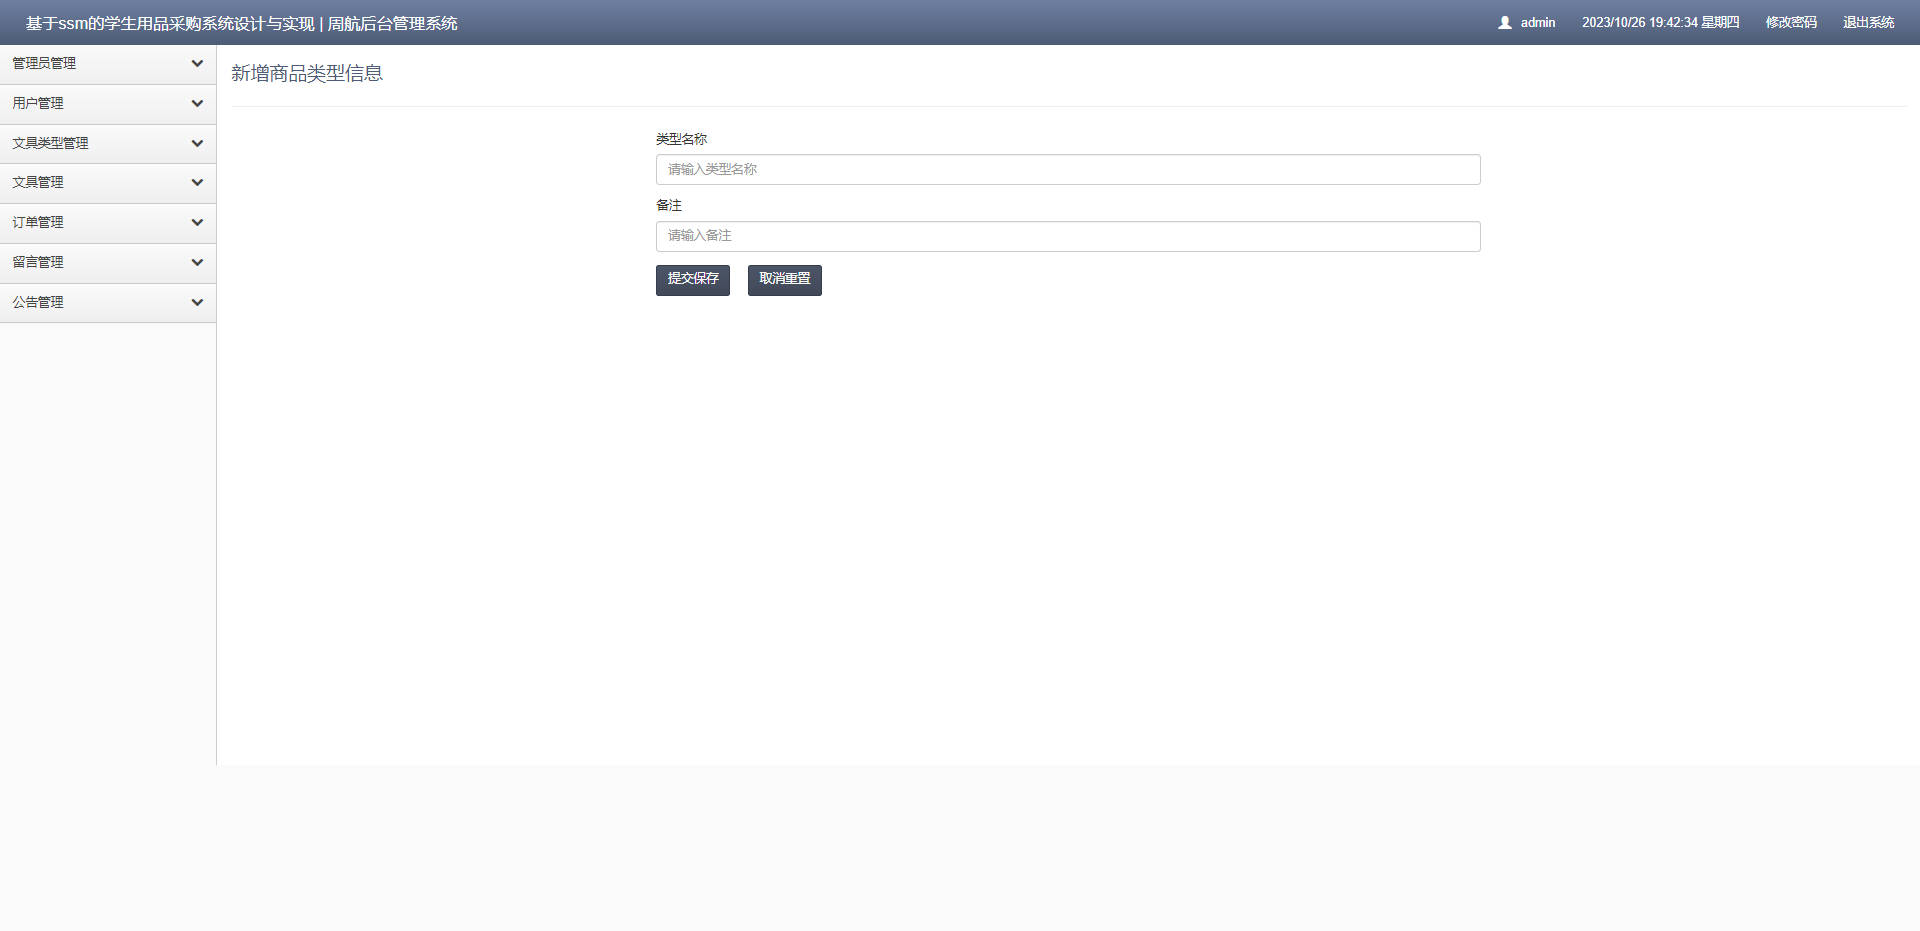 基于ssm的学生用品采购系统设计与实现 | 周航后台管理系统
admin 2023/10/26 19:42:34 星期四 修改密码 退出系统
管理员管理
用户管理
文具类型管理
文具管理
订单管理
留言管理
公告管理
新增商品类型信息
类型名称
请输入类型名称
备注
请输入备注
提交保存 取消重置